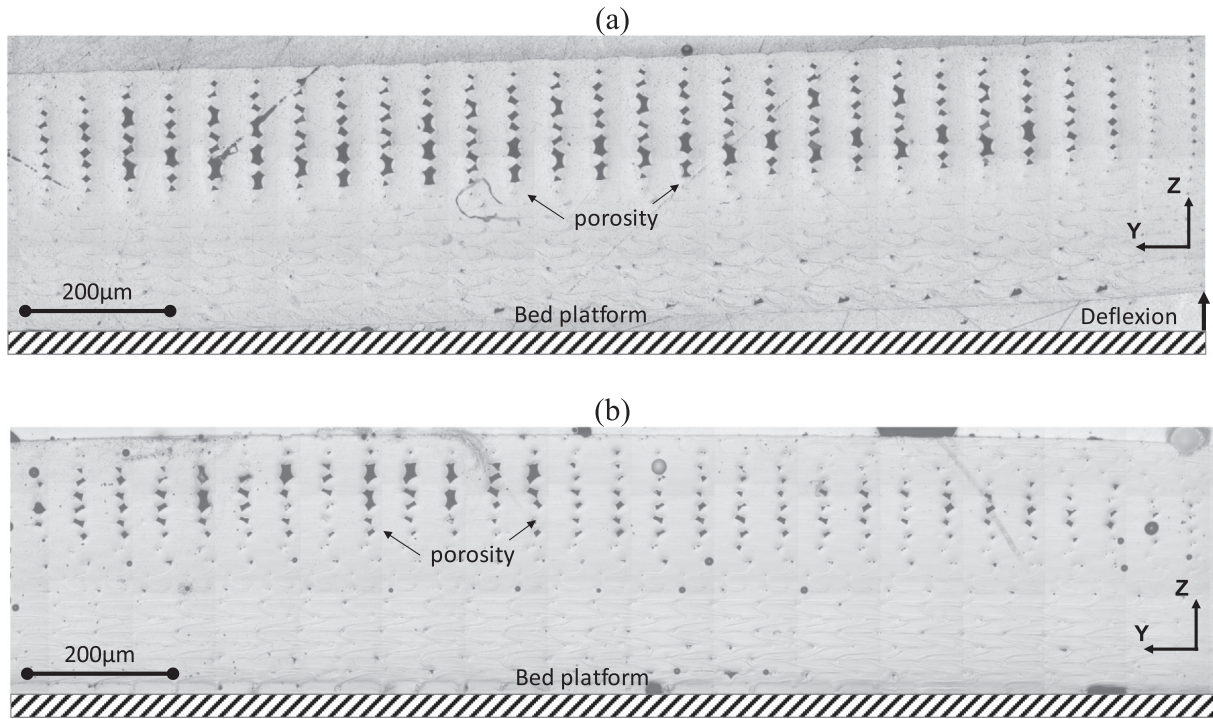 (a)
porosity
Z
Y
200μm
Bed platform
Deflexion
(b)
porosity
Z
Y
200μm
Bed platform